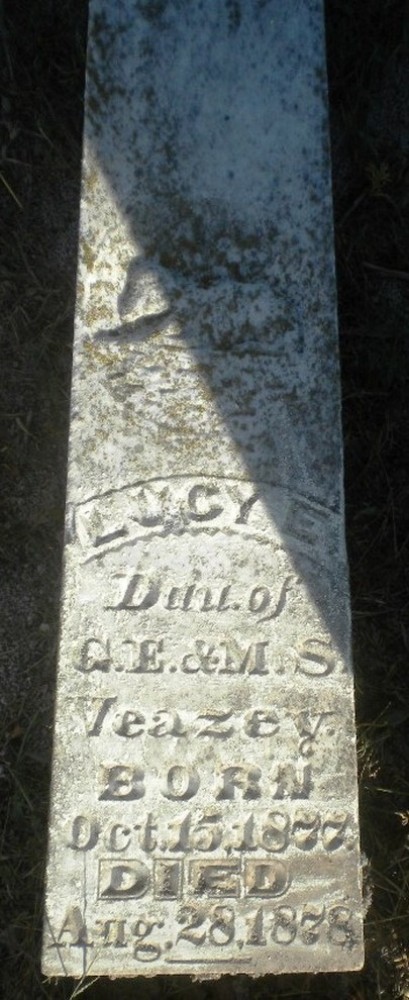 LUCY E
Dau. of
G. E. & M. S.
Veazey.
BORN
Oct. 15, 1877
DIED
Aug. 28, 1878